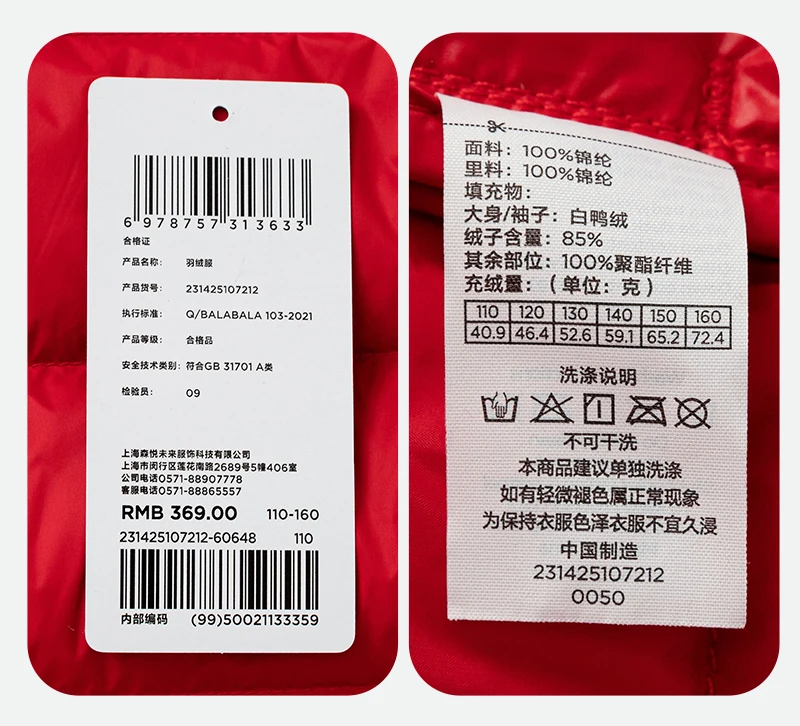 6 978757 313633
合格证
产品名称: 羽绒服
产品货号: 231425107212
执行标准: Q/BALABALA 103-2021
产品等级: 合格品
安全技术类别: 符合GB 31701 A类
检验员: 09
上海森悦未来服饰科技有限公司
上海市闵行区莲花南路2689号5幢406室
公司电话0571-88907778
客服电话0571-88865557
RMB 369.00 110-160
231425107212-60648 110
内部编码 (99)50021133359
面料: 100%锦纶
里料: 100%锦纶
填充物:
大身/袖子: 白鸭绒
绒子含量: 85%
其余部位: 100%聚酯纤维
充绒量: (单位: 克)
110 120 130 140 150 160
40.9 46.4 52.6 59.1 65.2 72.4
洗涤说明
不可干洗
本商品建议单独洗涤
如有轻微褪色属正常现象
为保持衣服色泽衣服不宜久浸
中国制造
231425107212
0050